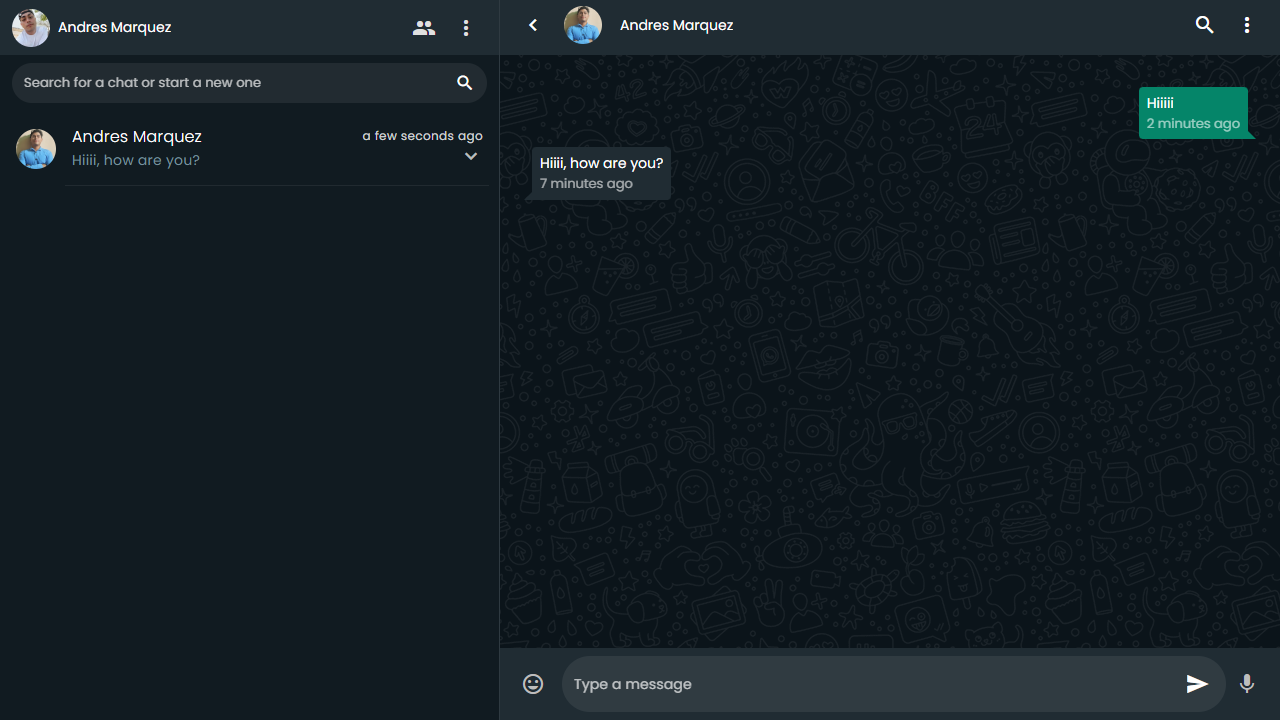 Andres Marquez
Search for a chat or start a new one
Andres Marquez
a few seconds ago
Hiiii, how are you?
Andres Marquez
Hiiiii
2 minutes ago
Hiiii, how are you?
7 minutes ago
Type a message